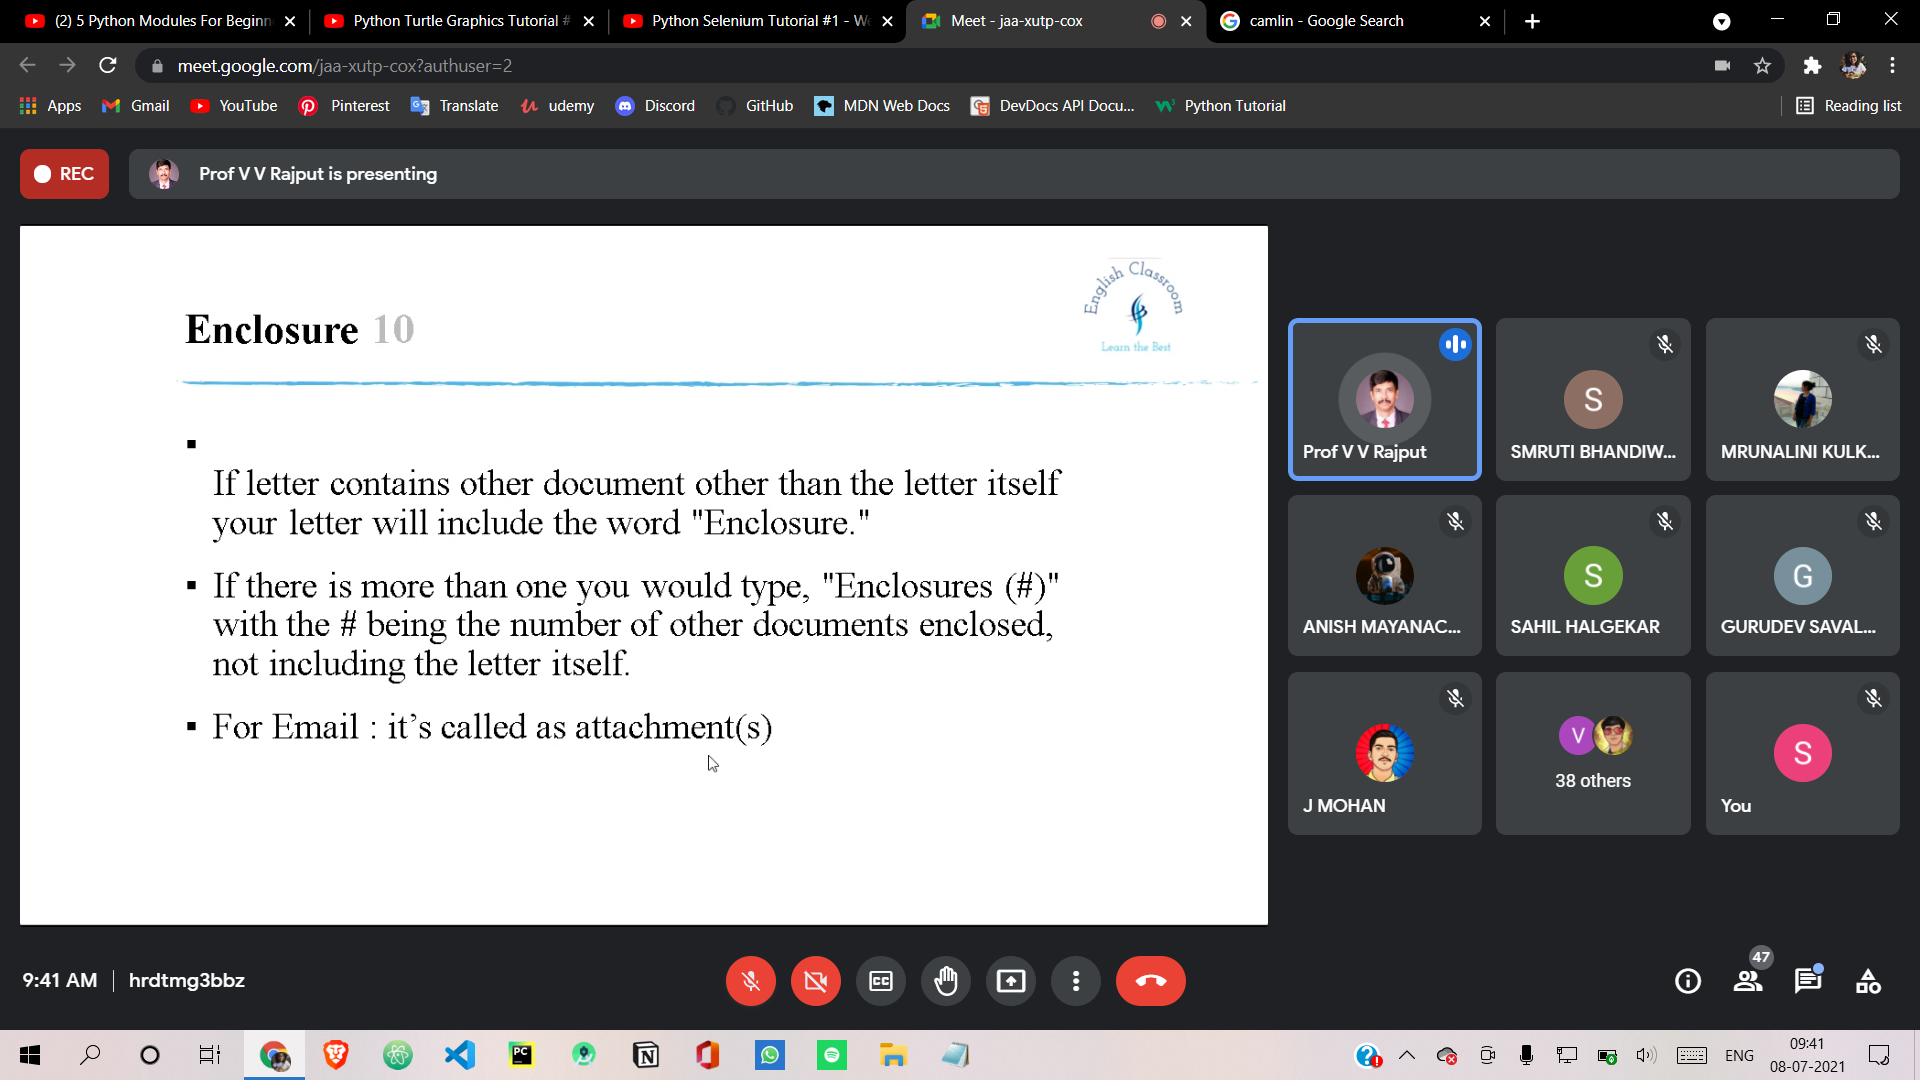 (2) 5 Python Modules For Beginn
Python Turtle Graphics Tutorial #
Python Selenium Tutorial #1 - We
Meet - jaa-xutp-cox
camlin - Google Search
meet.google.com/jaa-xutp-cox?authuser=2
Apps
Gmail
YouTube
Pinterest
Translate
udemy
Discord
GitHub
MDN Web Docs
DevDocs API Docu...
Python Tutorial
Reading list
REC
Prof V V Rajput is presenting
English Classroom
Learn the Best
Enclosure 10
If letter contains other document other than the letter itself
your letter will include the word "Enclosure."
If there is more than one you would type, "Enclosures (#)"
with the # being the number of other documents enclosed,
not including the letter itself.
For Email : it’s called as attachment(s)
Prof V V Rajput
SMRUTI BHANDIW...
MRUNALINI KULK...
ANISH MAYANAC...
S
SAHIL HALGEKAR
G
GURUDEV SAVAL...
J MOHAN
V
38 others
S
You
S
9:41 AM
hrdtmg3bbz
CC
47
PC
ENG
09:41
08-07-2021